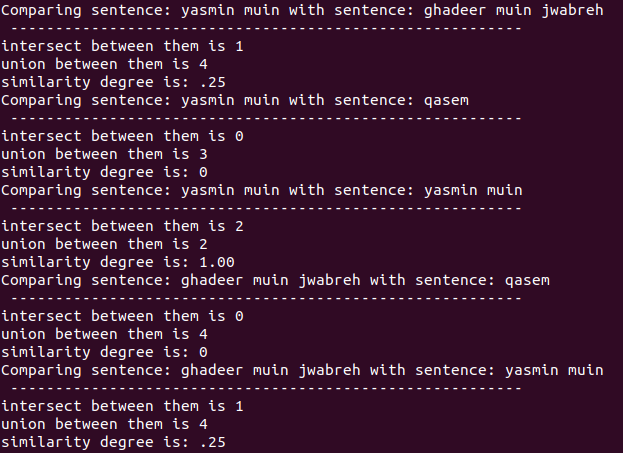 Comparing sentence: yasmin muin with sentence: ghadeer muin jwabreh
---------------------------------------------------------
intersect between them is 1
union between them is 4
similarity degree is: .25
Comparing sentence: yasmin muin with sentence: qasem
---------------------------------------------------------
intersect between them is 0
union between them is 3
similarity degree is: 0
Comparing sentence: yasmin muin with sentence: yasmin muin
---------------------------------------------------------
intersect between them is 2
union between them is 2
similarity degree is: 1.00
Comparing sentence: ghadeer muin jwabreh with sentence: qasem
---------------------------------------------------------
intersect between them is 0
union between them is 4
similarity degree is: 0
Comparing sentence: ghadeer muin jwabreh with sentence: yasmin muin
---------------------------------------------------------
intersect between them is 1
union between them is 4
similarity degree is: .25